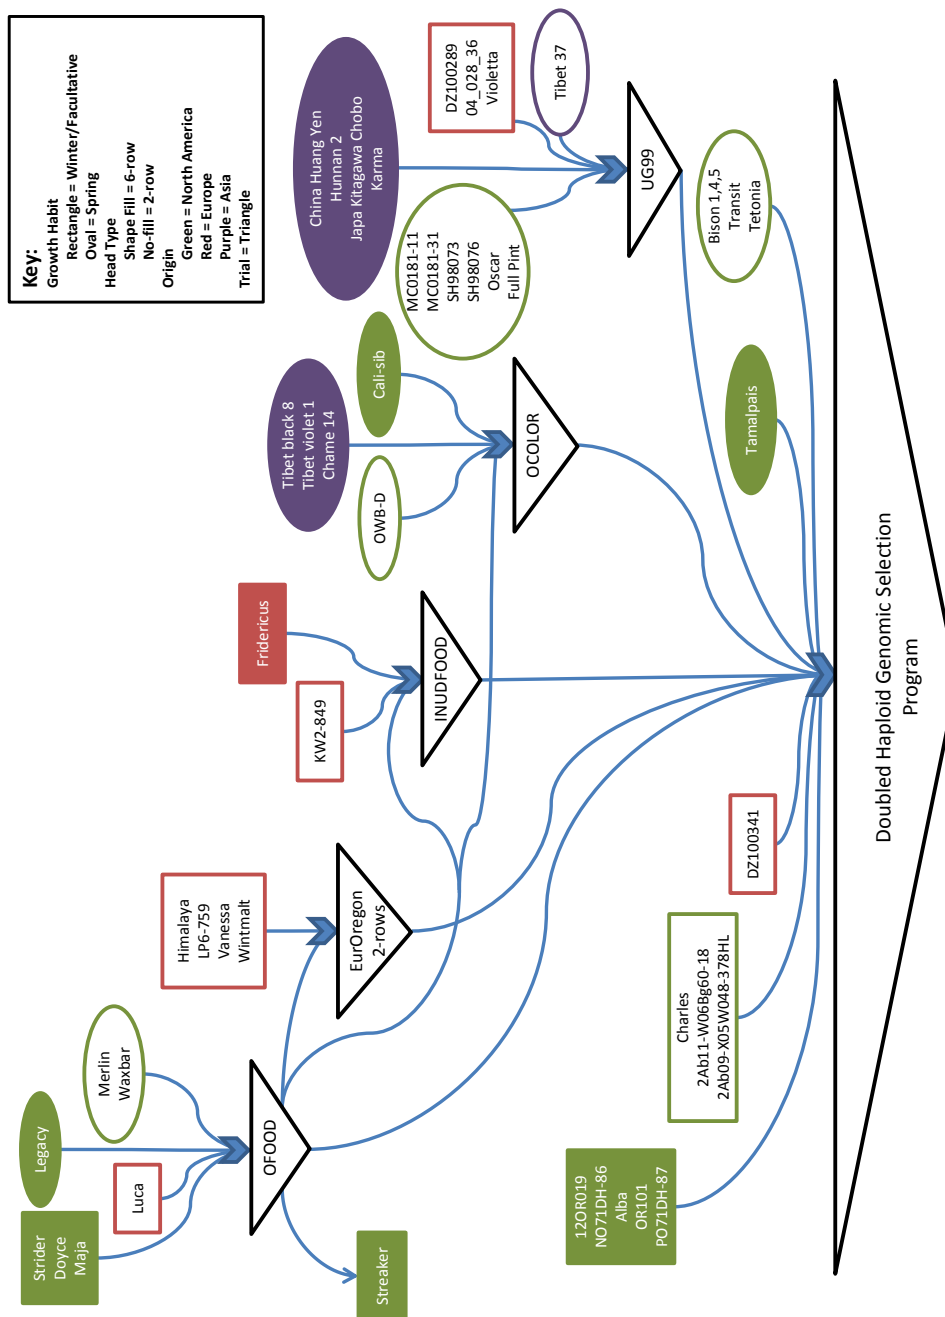 Key:
Growth Habit
Rectangle = Winter/Facultative
Oval = Spring
Head Type
Shape Fill = 6-row
No-fill = 2-row
Origin
Green = North America
Red = Europe
Purple = Asia
Trial = Triangle
Strider
Doyce
Maja
Legacy
Luca
Merlin
Waxbar
OFOOD
Streaker
Himalaya
LP6-759
Vanessa
Wintmalt
EurOregon
2-rows
KW2-849
Fridericus
INUDFOOD
OWB-D
Tibet black 8
Tibet violet 1
Chame 14
Cali-sib
OCOLOR
MC0181-11
MC0181-31
SH98073
SH98076
Oscar
Full Pint
China Huang Yen
Hunnan 2
Japa Kitagawa Chobo
Karma
DZ100289
04_028_36
Violetta
Tibet 37
UG99
12OR019
NO71DH-86
Alba
OR101
PO71DH-87
Charles
2Ab11-W06Bg60-18
2Ab09-X05W048-378HL
DZ100341
Tamalpais
Bison 1,4,5
Transit
Tetonia
Doubled Haploid Genomic Selection
Program